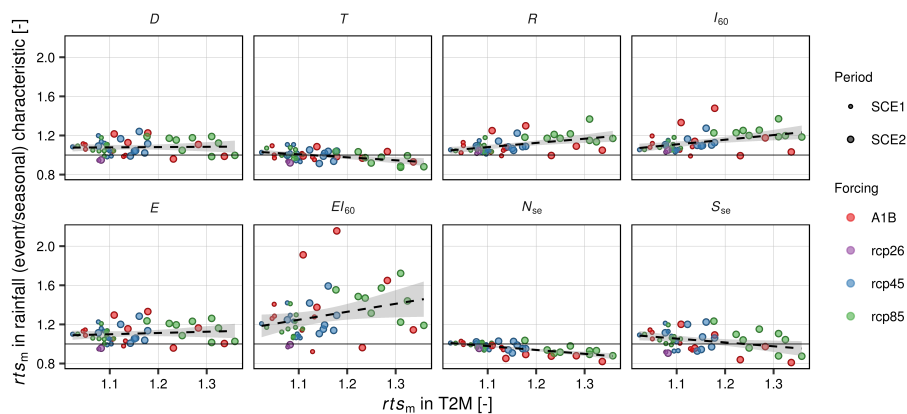 D T R I60
rtsm in rainfall (event/seasonal) characteristic [-]
2.0
1.6
1.2
0.8
E EI60 Nse Sse
2.0
1.6
1.2
0.8
1.1 1.2 1.3 1.1 1.2 1.3 1.1 1.2 1.3 1.1 1.2 1.3
rtsm in T2M [-]
Period
SCE1
SCE2
Forcing
A1B
rcp26
rcp45
rcp85